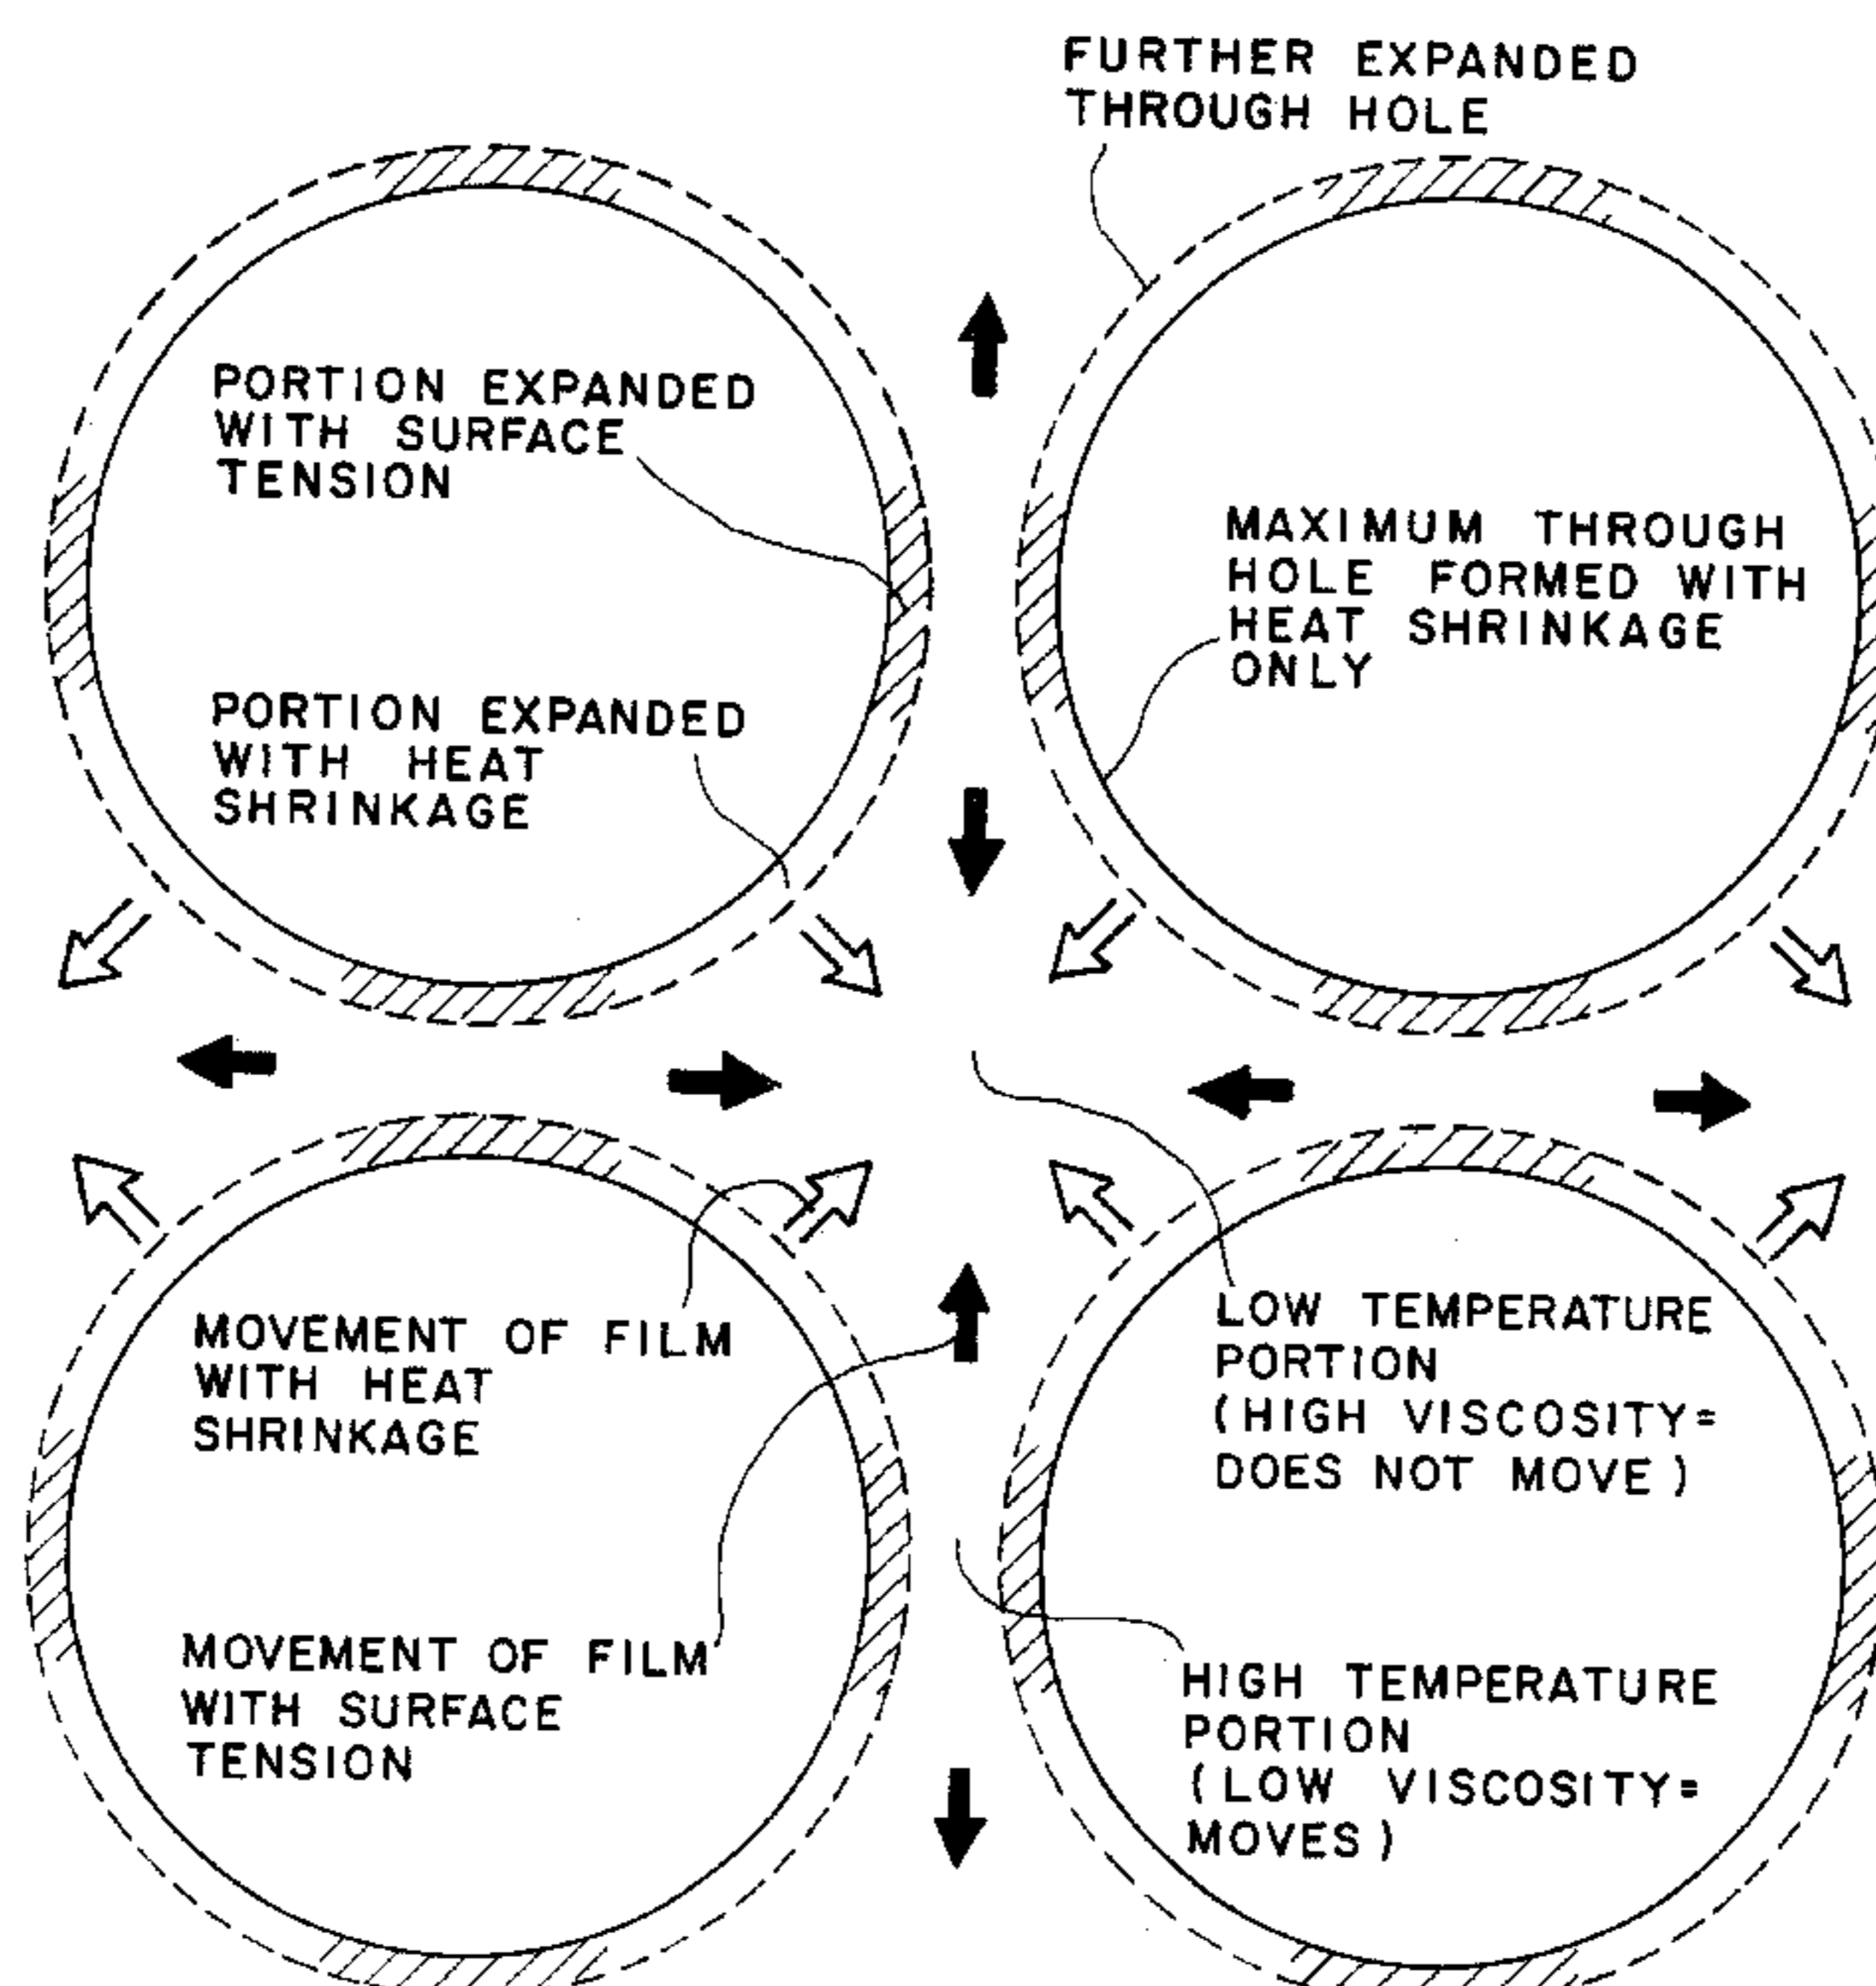 FURTHER EXPANDED
THROUGH HOLE
PORTION EXPANDED
WITH SURFACE
TENSION
MAXIMUM THROUGH
HOLE FORMED WITH
HEAT SHRINKAGE
ONLY
PORTION EXPANDED
WITH HEAT
SHRINKAGE
MOVEMENT OF FILM
WITH HEAT
SHRINKAGE
LOW TEMPERATURE
PORTION
(HIGH VISCOSITY=
DOES NOT MOVE)
MOVEMENT OF FILM
WITH SURFACE
TENSION
HIGH TEMPERATURE
PORTION
(LOW VISCOSITY=
MOVES)